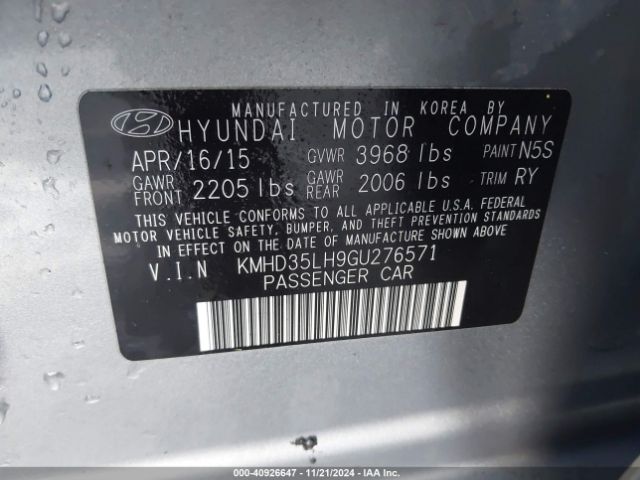 MANUFACTURED IN KOREA BY
HYUNDAI MOTOR COMPANY
APR/16/15 GVWR 3968 lbs PAINT N5S
GAWR FRONT 2205 lbs GAWR REAR 2006 lbs TRIM RY
THIS VEHICLE CONFORMS TO ALL APPLICABLE U.S.A. FEDERAL
MOTOR VEHICLE SAFETY, BUMPER, AND THEFT PREVENTION STANDARDS
IN EFFECT ON THE DATE OF MANUFACTURE SHOWN ABOVE
V.I.N KMHD35LH9GU276571
PASSENGER CAR
000-40926647 - 11/21/2024 - IAA Inc.